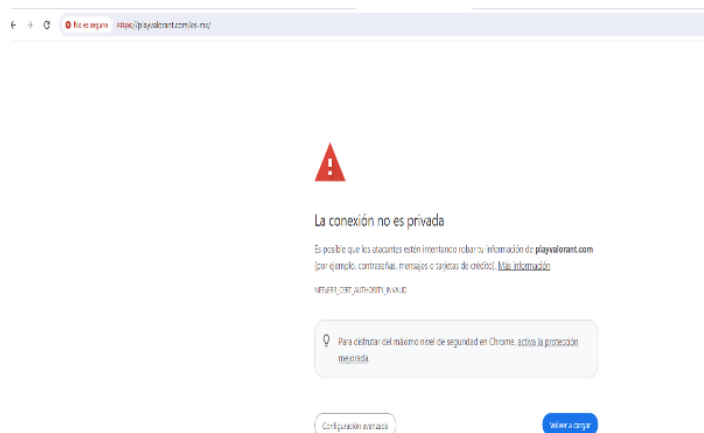 No es seguro https://playvalorant.com/es-mx/
La conexión no es privada
Es posible que los atacantes estén intentando robar tu información de playvalorant.com
(por ejemplo, contraseñas, mensajes o tarjetas de crédito). Más información
NET::ERR_CERT_AUTHORITY_INVALID
Para disfrutar del máximo nivel de seguridad en Chrome, activa la protección
mejorada.
Configuración avanzada Volver a cargar